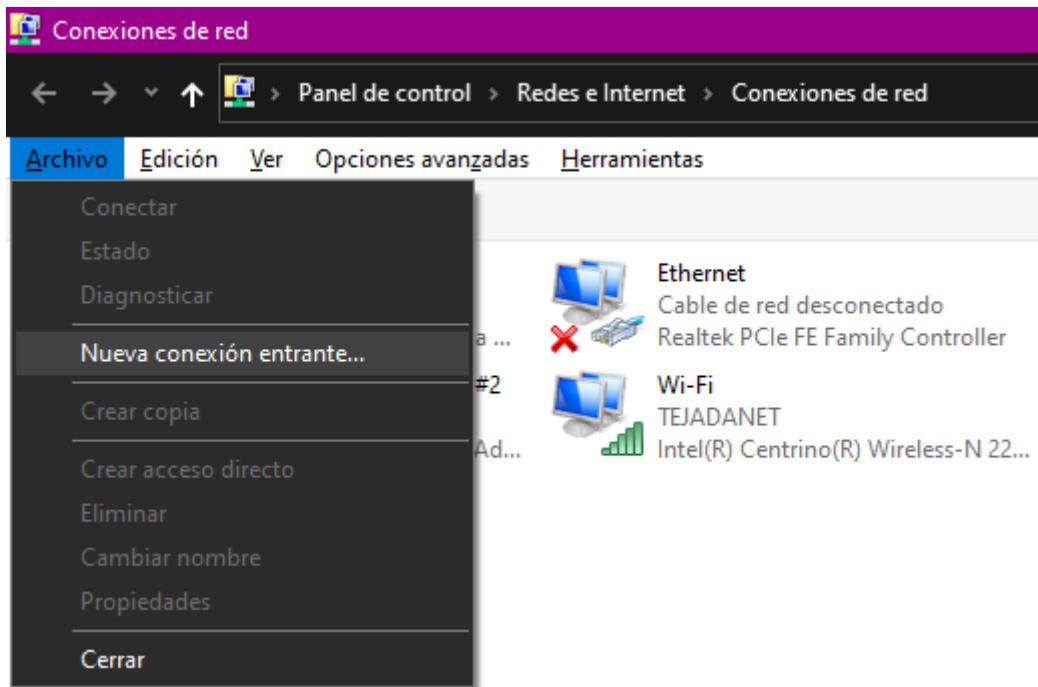 Conexiones de red
Panel de control > Redes e Internet > Conexiones de red
Archivo Edición Ver Opciones avanzadas Herramientas
Conectar
Estado
Diagnosticar
Nueva conexión entrante...
Crear copia
Crear acceso directo
Eliminar
Cambiar nombre
Propiedades
Cerrar
a ...
#2
Ad...
Ethernet
Cable de red desconectado
Realtek PCIe FE Family Controller
Wi-Fi
TEJADANET
Intel(R) Centrino(R) Wireless-N 22...